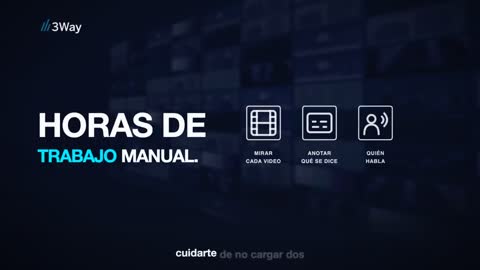 3Way
HORAS DE
TRABAJO MANUAL.
MIRAR
CADA VIDEO
ANOTAR
QUÉ SE DICE
QUIÉN
HABLA
cuidarte de no cargar dos